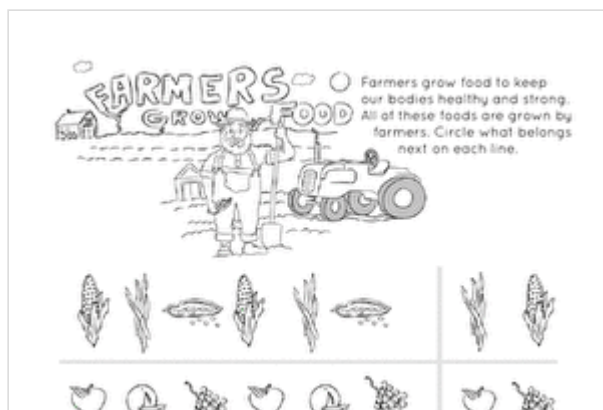 FARMERS
GROW FOOD
Farmers grow food to keep
our bodies healthy and strong.
All of these foods are grown by
farmers. Circle what belongs
next on each line.